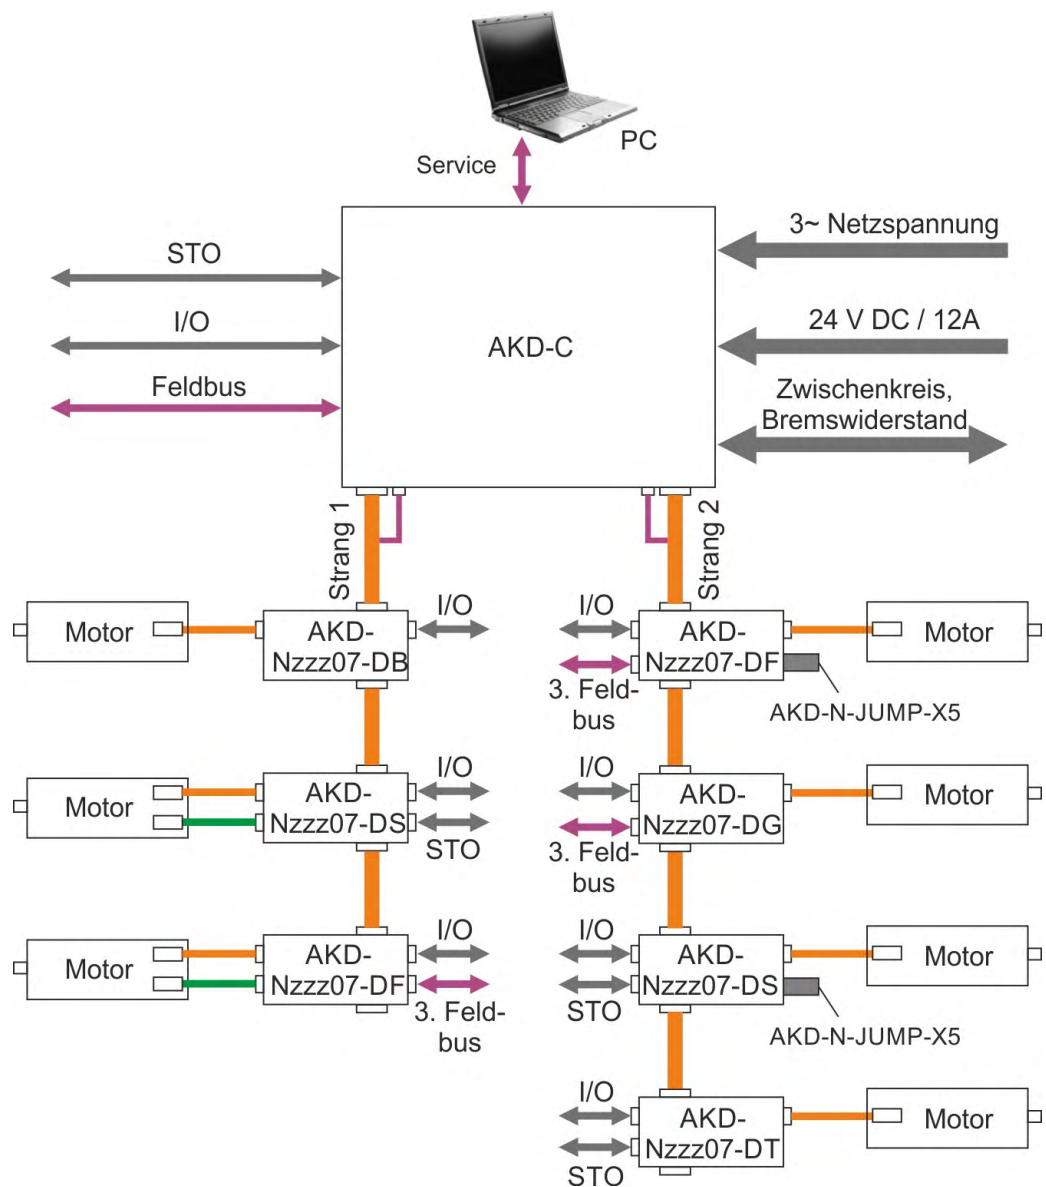 PC
Service
STO
I/O
Feldbus
AKD-C
3~ Netzspannung
24 V DC / 12A
Zwischenkreis,
Bremswiderstand
Strang 1
Strang 2
Motor
AKD-
Nzzz07-DB
I/O
Motor
AKD-
Nzzz07-DS
I/O
STO
Motor
AKD-
Nzzz07-DF
I/O
3. Feld-
bus
I/O
3. Feld-
bus
AKD-
Nzzz07-DF
Motor
AKD-N-JUMP-X5
I/O
3. Feld-
bus
AKD-
Nzzz07-DG
Motor
I/O
STO
AKD-
Nzzz07-DS
Motor
AKD-N-JUMP-X5
I/O
STO
AKD-
Nzzz07-DT
Motor